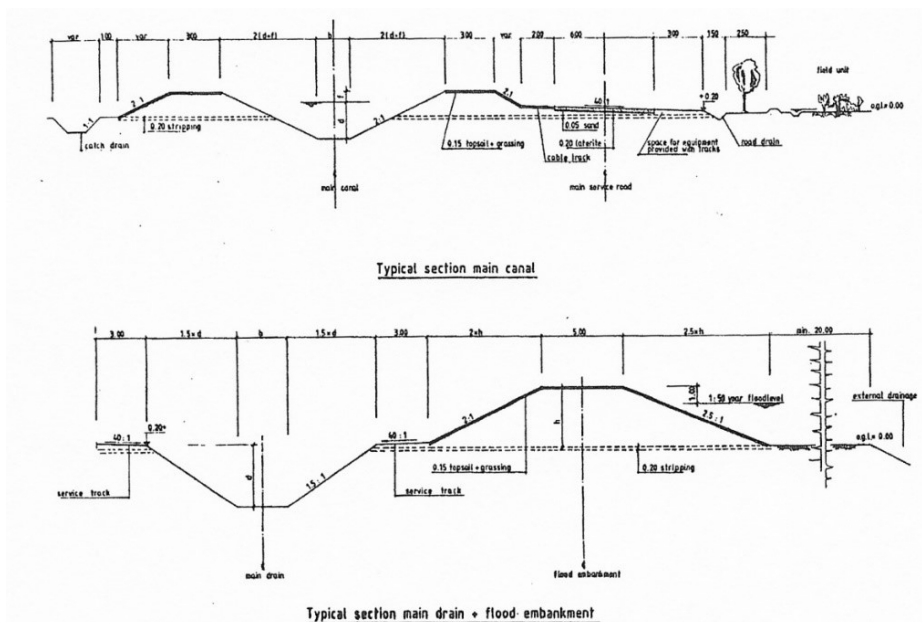 var 1.00 var 3.00 2(d+f) b 2(d+f) 3.00 var 2.00 6.00 3.00 1.50 2.50
field unit
2:1
f
2:1
+ 0.20
o.g.l.± 0.00
1:1
2:1
d
40:1
0.20 stripping
0.05 sand
catch drain
0.15 topsoil + grassing
0.20 laterite
space for equipment
provided with tracks
road drain
cable track
main canal
main service road
Typical section main canal
3.00 1.5×d b 1.5×d 3.00 2×h 5.00 2.5×h min. 20.00
1.00
1:50 year floodlevel
external drainage
0.20+
2:1
h
2.5:1
40:1
40:1
o.g.l.± 0.00
0.15 topsoil + grassing
0.20 stripping
service track
d
1.5:1
service track
main drain
flood embankment
Typical section main drain + flood embankment